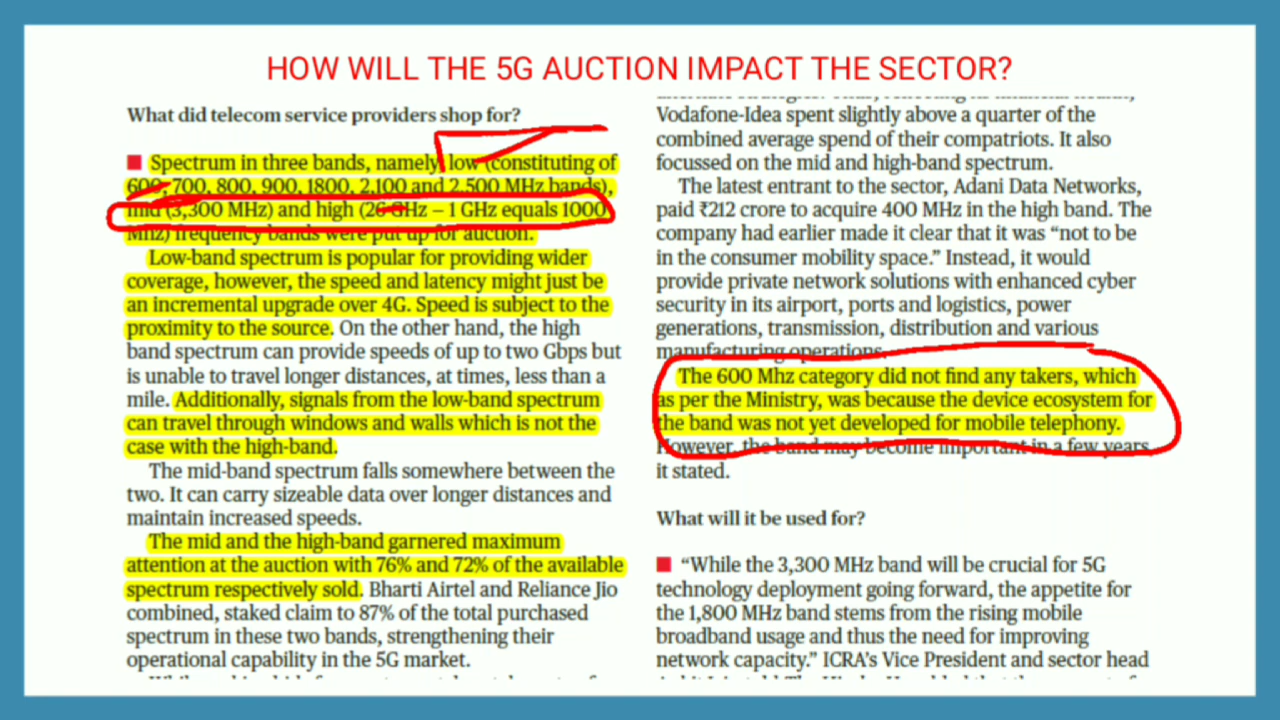 HOW WILL THE 5G AUCTION IMPACT THE SECTOR?
What did telecom service providers shop for?
Spectrum in three bands, namely, low (constituting of
600, 700, 800, 900, 1800, 2,100 and 2,500 MHz bands),
mid (3,300 MHz) and high (26 GHz – 1 GHz equals 1000
Mhz) frequency bands were put up for auction.
Low-band spectrum is popular for providing wider
coverage, however, the speed and latency might just be
an incremental upgrade over 4G. Speed is subject to the
proximity to the source. On the other hand, the high
band spectrum can provide speeds of up to two Gbps but
is unable to travel longer distances, at times, less than a
mile. Additionally, signals from the low-band spectrum
can travel through windows and walls which is not the
case with the high-band.
The mid-band spectrum falls somewhere between the
two. It can carry sizeable data over longer distances and
maintain increased speeds.
The mid and the high-band garnered maximum
attention at the auction with 76% and 72% of the available
spectrum respectively sold. Bharti Airtel and Reliance Jio
combined, staked claim to 87% of the total purchased
spectrum in these two bands, strengthening their
operational capability in the 5G market.
Vodafone-Idea spent slightly above a quarter of the
combined average spend of their compatriots. It also
focussed on the mid and high-band spectrum.
The latest entrant to the sector, Adani Data Networks,
paid ₹212 crore to acquire 400 MHz in the high band. The
company had earlier made it clear that it was “not to be
in the consumer mobility space.” Instead, it would
provide private network solutions with enhanced cyber
security in its airport, ports and logistics, power
generations, transmission, distribution and various
manufacturing operations.
The 600 Mhz category did not find any takers, which
as per the Ministry, was because the device ecosystem for
the band was not yet developed for mobile telephony.
However, the band may become important in a few years,
it stated.
What will it be used for?
“While the 3,300 MHz band will be crucial for 5G
technology deployment going forward, the appetite for
the 1,800 MHz band stems from the rising mobile
broadband usage and thus the need for improving
network capacity.” ICRA’s Vice President and sector head